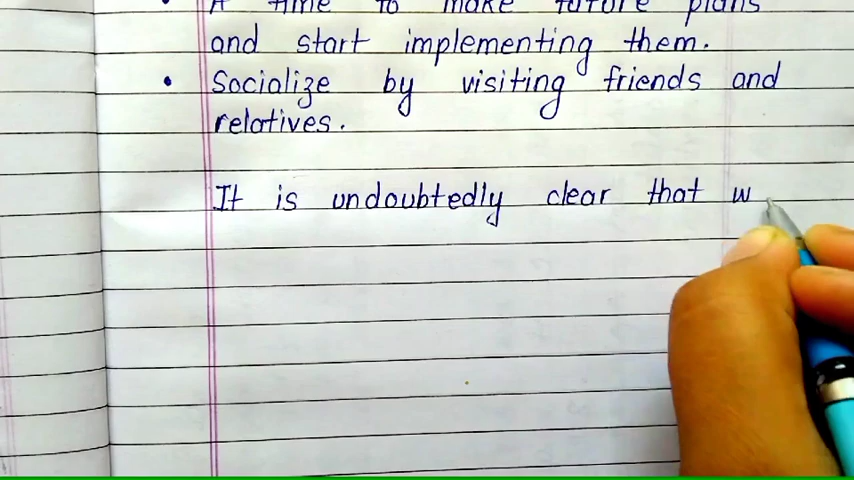 • A time to make future plans
and start implementing them.
• Socialize by visiting friends and
relatives.
It is undoubtedly clear that w